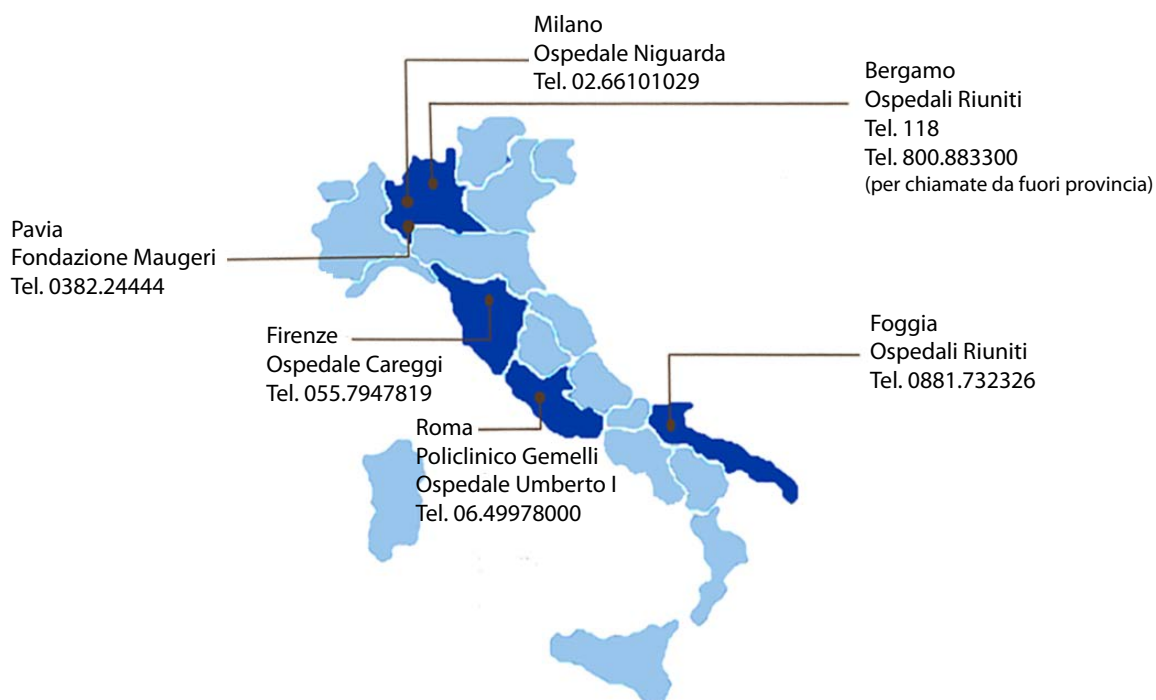 Milano
Ospedale Niguarda
Tel. 02.66101029
Bergamo
Ospedali Riuniti
Tel. 118
Tel. 800.883300
(per chiamate da fuori provincia)
Pavia
Fondazione Maugeri
Tel. 0382.24444
Firenze
Ospedale Careggi
Tel. 055.7947819
Foggia
Ospedali Riuniti
Tel. 0881.732326
Roma
Policlinico Gemelli
Ospedale Umberto I
Tel. 06.49978000